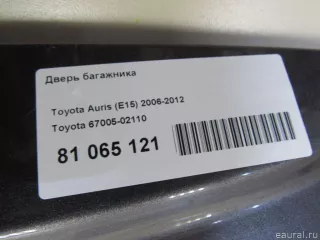 Дверь багажника
Toyota Auris (E15) 2006-2012
Toyota 67005-02110
81 065 121
© eaural.ru